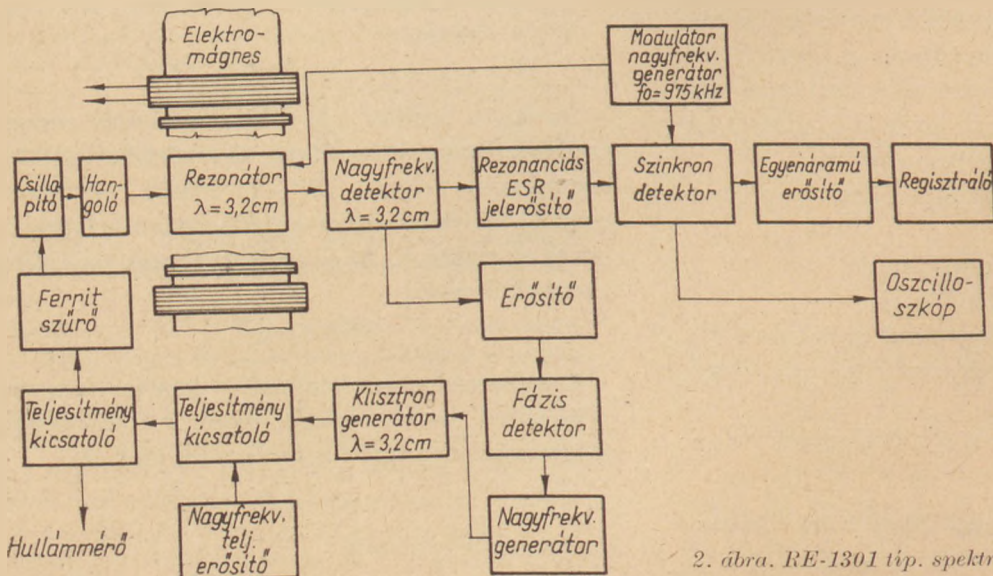 Elektro-
mágnes
Modulátor
nagyfrekv.
generátor
fo=975 kHz
Csilla-
pító
Han-
goló
Rezonátor
λ=3,2cm
Nagyfrekv.
detektor
λ=3,2cm
Rezonanciás
ESR
jelerősítő
Szinkron
detektor
Egyenáramú
erősítő
Regisztráló
Ferrit
szűrő
Erősítő
Oszcillo-
szkóp
Teljesítmény
kicsatoló
Teljesítmény
kicsatoló
Klisztron
generátor
λ=3,2cm
Fázis
detektor
Hullámmérő
Nagyfrekv.
telj.
erősítő
Nagyfrekv.
generátor
2. ábra. RE-1301 típ. spektr